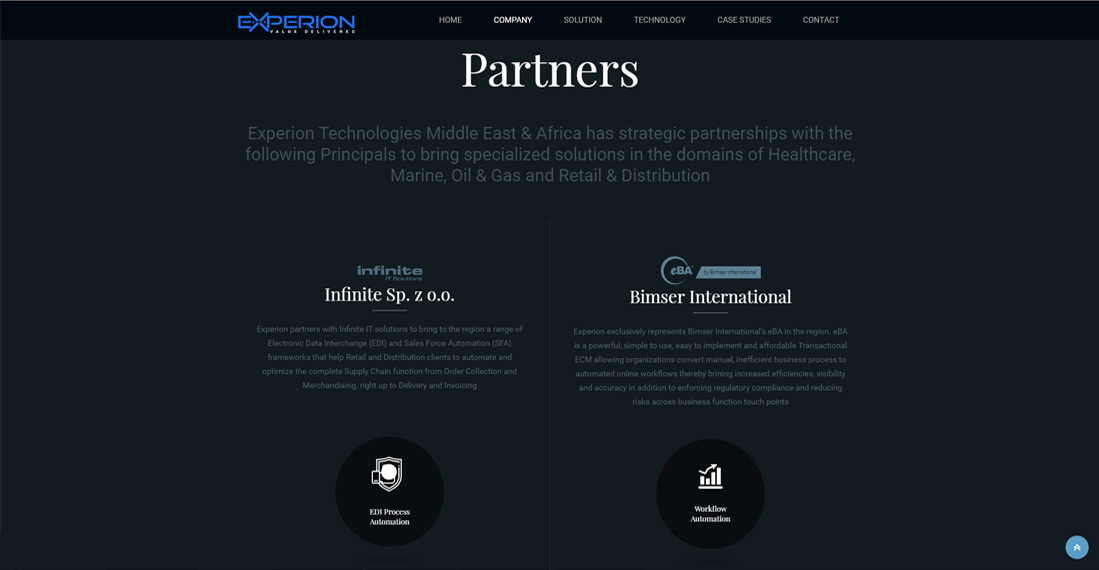 EXPERION
VALUE DELIVERED
HOME
COMPANY
SOLUTION
TECHNOLOGY
CASE STUDIES
CONTACT
Partners
Experion Technologies Middle East & Africa has strategic partnerships with the
following Principals to bring specialized solutions in the domains of Healthcare,
Marine, Oil & Gas and Retail & Distribution
infinite
IT Solutions
Infinite Sp. z o.o.
Experion partners with Infinite IT solutions to bring to the region a range of
Electronic Data Interchange (EDI) and Sales Force Automation (SFA)
frameworks that help Retail and Distribution clients to automate and
optimize the complete Supply Chain function from Order Collection and
Merchandising. right up to Delivery and Invoicing
EDI Process
Automation
eBA
by Bimser International
Bimser International
Experion exclusively represents Bimser International's eBA in the region. eBA
is a powerful, simple to use, easy to implement and affordable Transactional
ECM allowing organizations convert manual, inefficient business process to
automated online workflows thereby brining increased efficiencies, visibility
and accuracy in addition to enforcing regulatory compliance and reducing
risks across business function touch points
Workflow
Automation